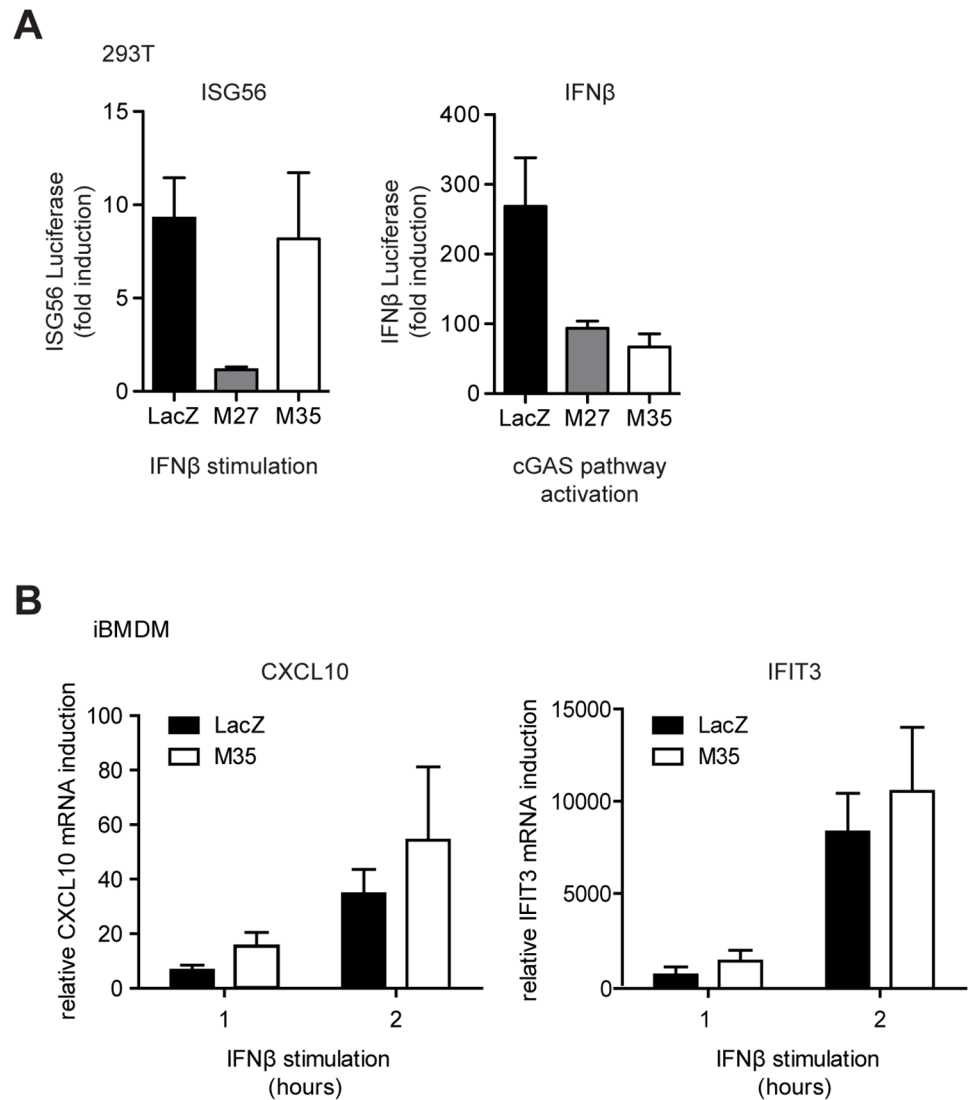 A
293T
ISG56
ISG56 Luciferase
(fold induction)
15
10
5
0
LacZ M27 M35
IFNβ stimulation
IFNβ
IFNβ Luciferase
(fold induction)
400
300
200
100
0
LacZ M27 M35
cGAS pathway
activation
B
iBMDM
CXCL10
relative CXCL10 mRNA induction
100
80
60
40
20
0
LacZ
M35
1 2
IFNβ stimulation
(hours)
IFIT3
relative IFIT3 mRNA induction
15000
10000
5000
0
LacZ
M35
1 2
IFNβ stimulation
(hours)